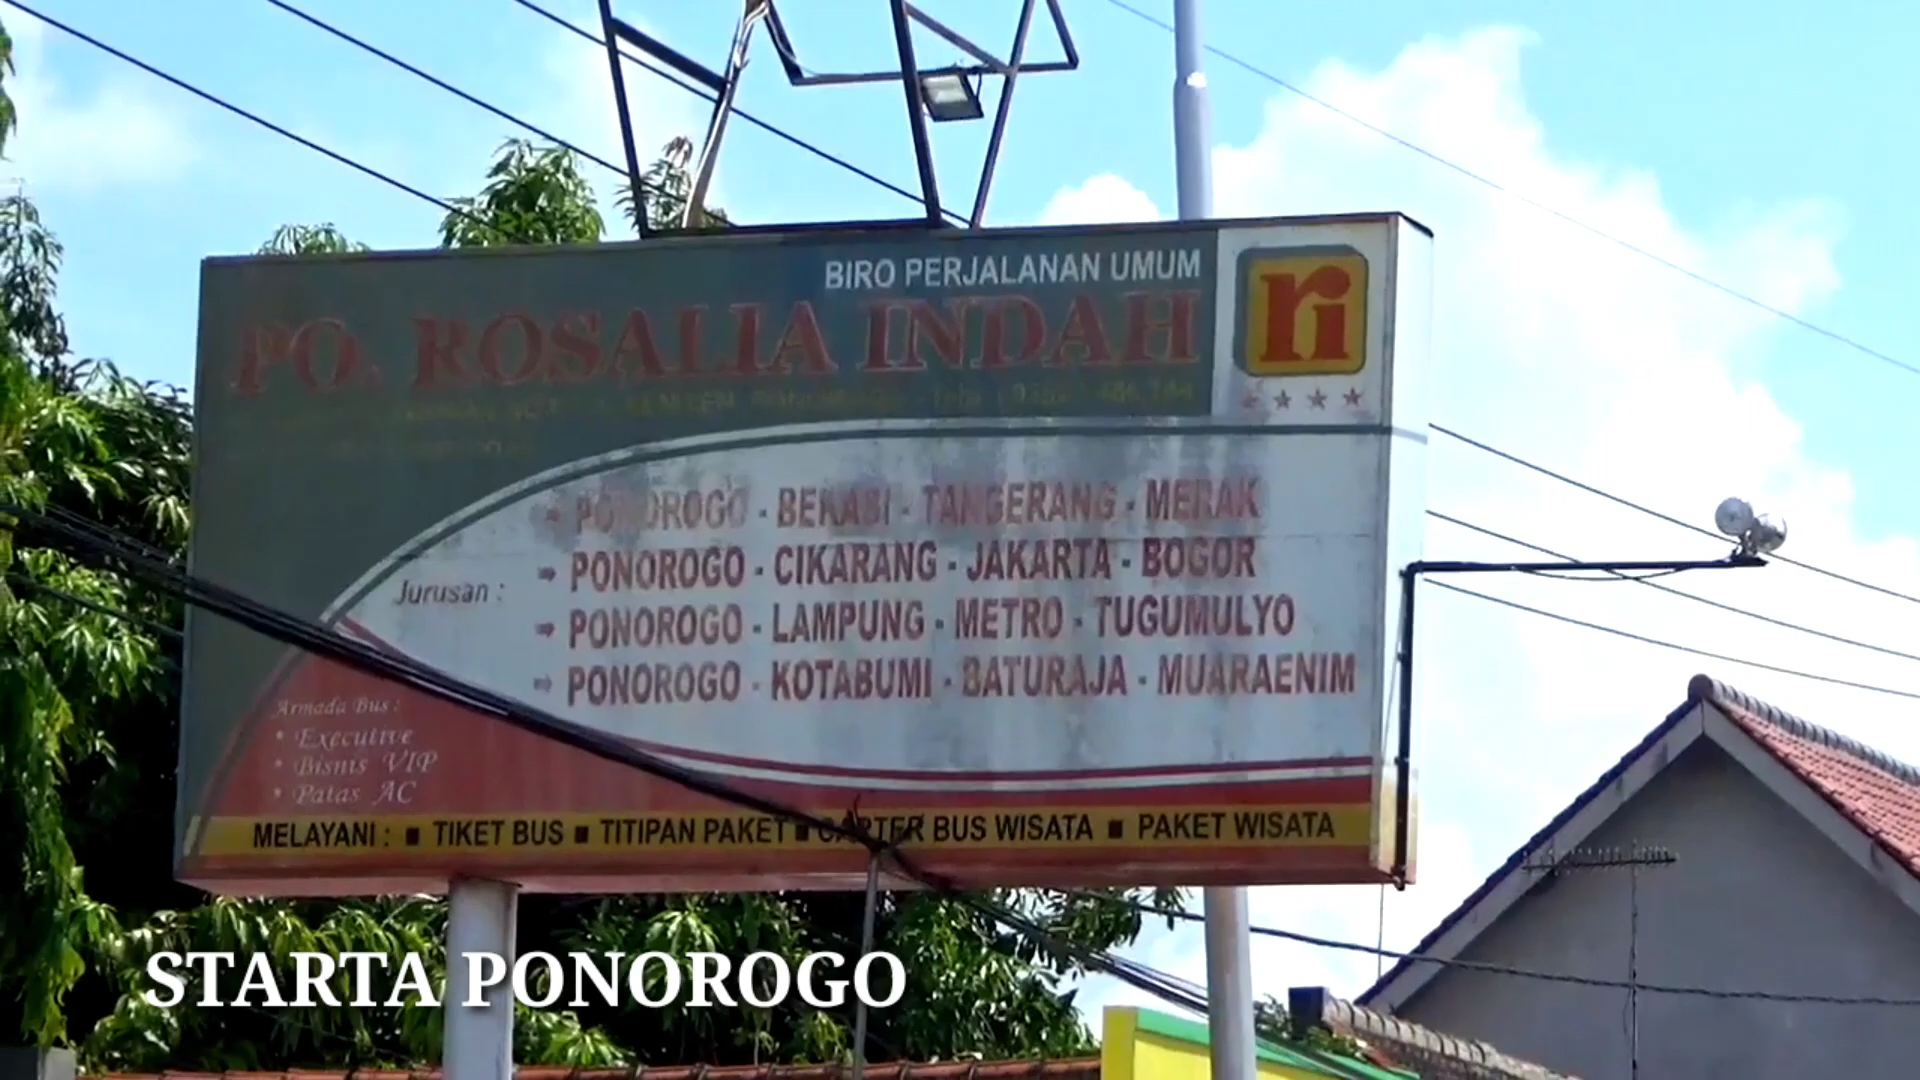 BIRO PERJALANAN UMUM
PO. ROSALIA INDAH
ri
Jurusan :
PONOROGO - BEKASI - TANGERANG - MERAK
PONOROGO - CIKARANG - JAKARTA - BOGOR
PONOROGO - LAMPUNG - METRO - TUGUMULYO
PONOROGO - KOTABUMI - BATURAJA - MUARAENIM
Armada Bus :
• Executive
• Bisnis VIP
• Patas AC
MELAYANI : ■ TIKET BUS ■ TITIPAN PAKET ■ CARTER BUS WISATA ■ PAKET WISATA
STARTA PONOROGO